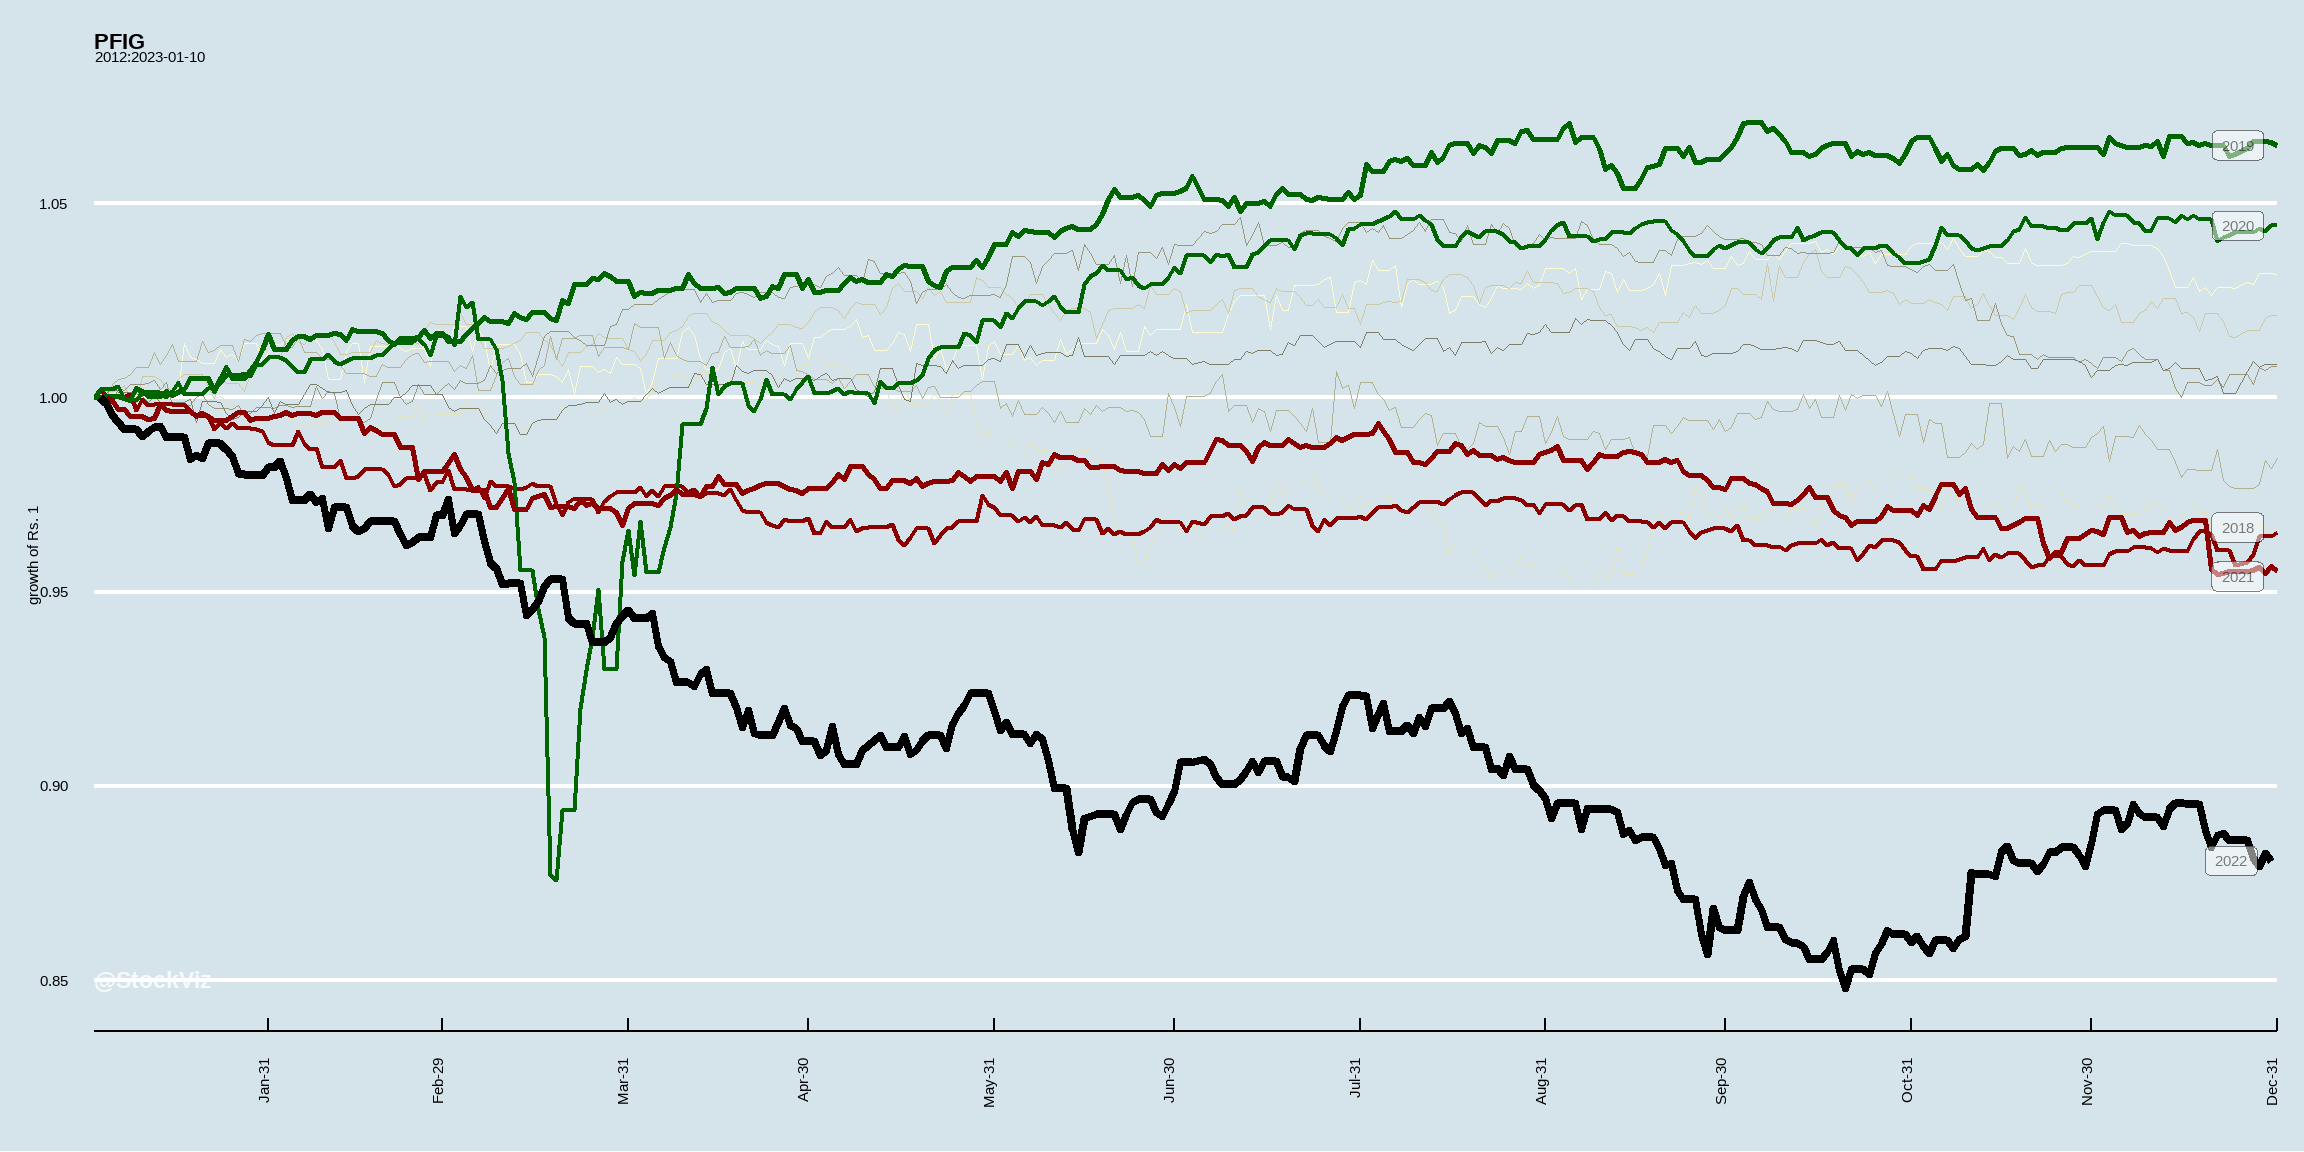 PFIG
2012:2023-01-10
growth of Rs. 1
1.05
1.00
0.95
0.90
0.85
2019
2020
2018
2021
2022
@StockViz
Jan-31
Feb-29
Mar-31
Apr-30
May-31
Jun-30
Jul-31
Aug-31
Sep-30
Oct-31
Nov-30
Dec-31